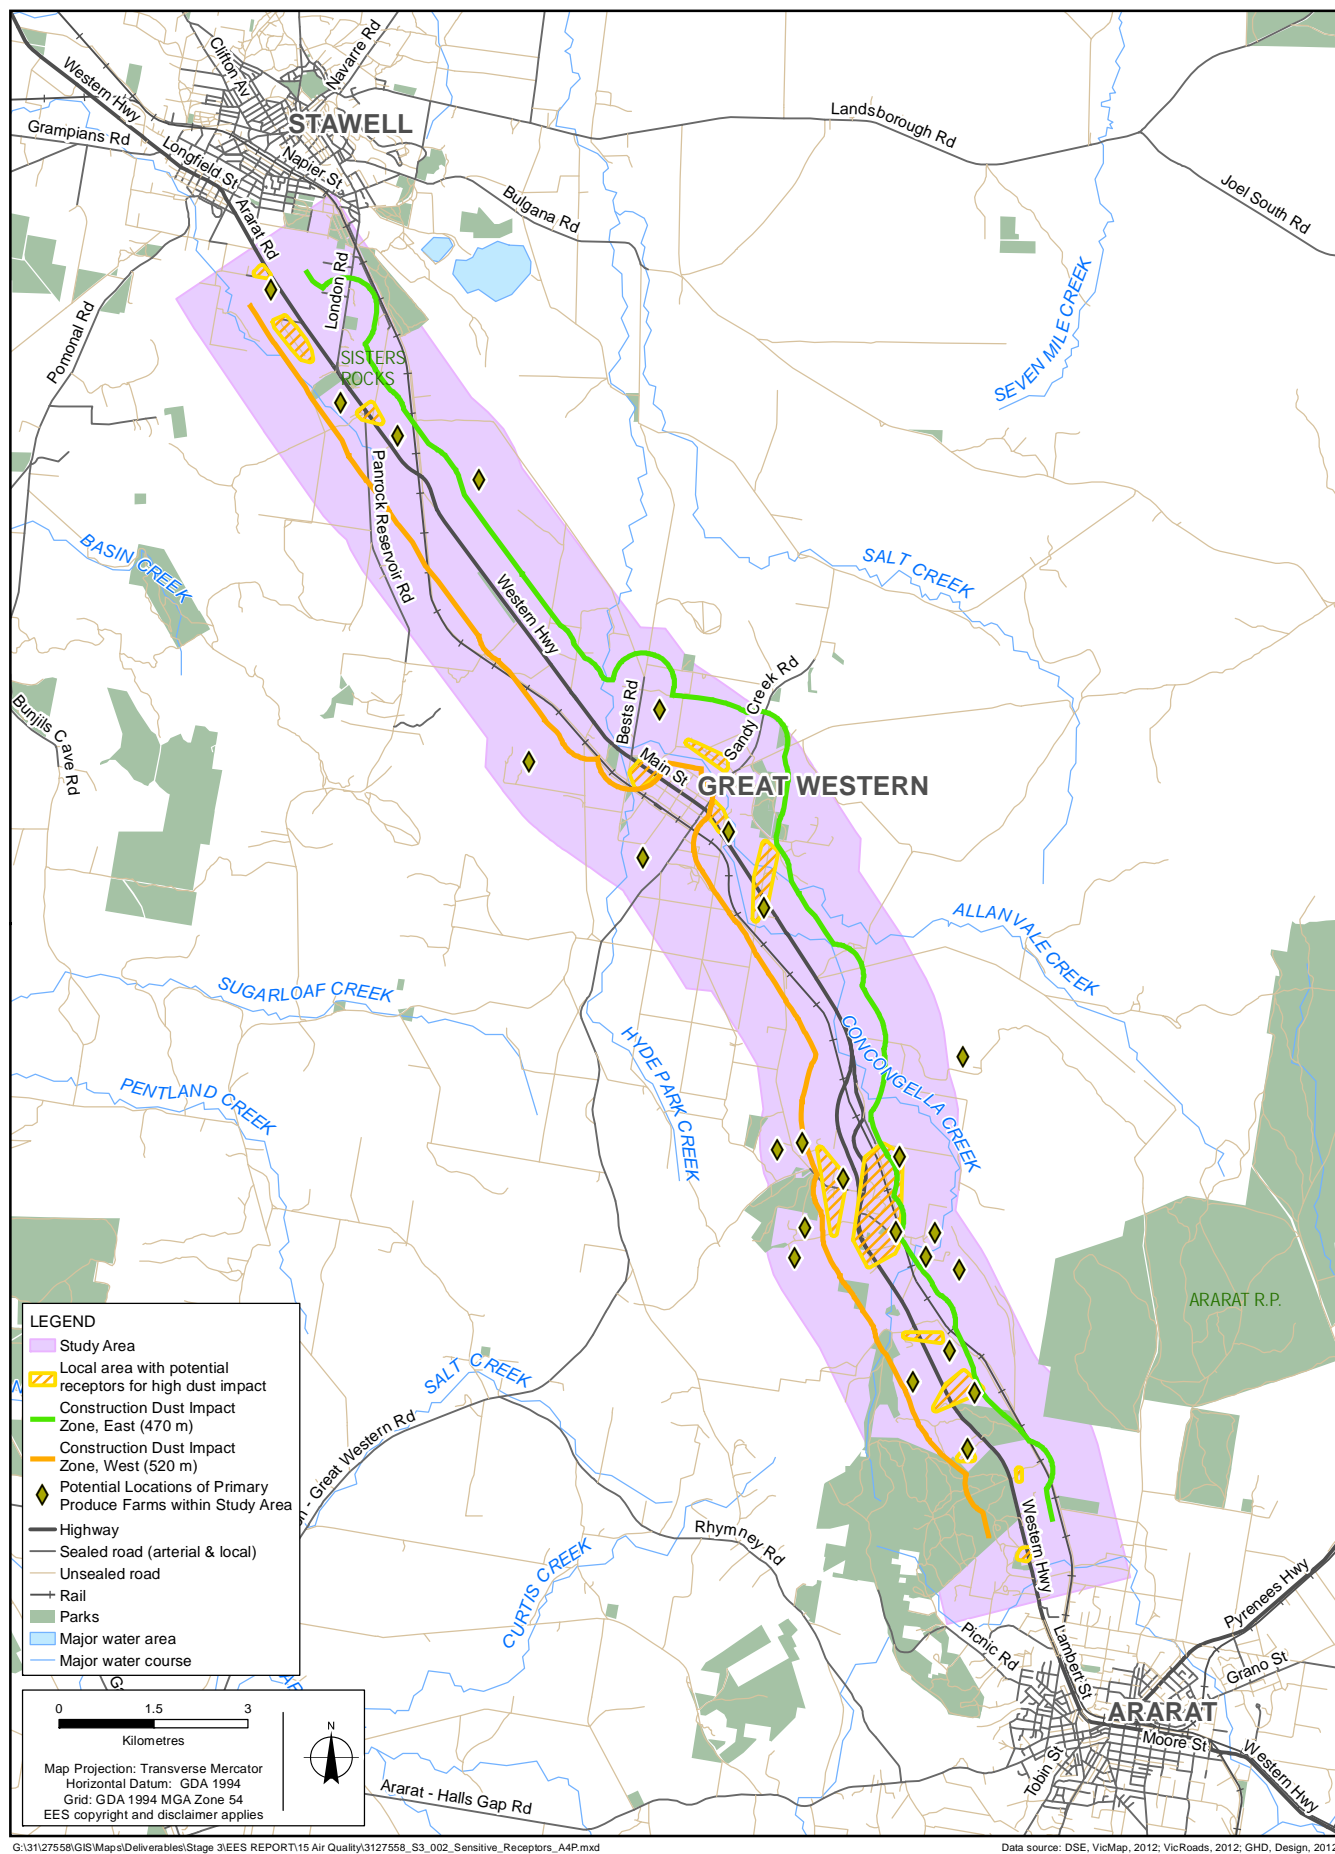 Clifton Av
Navarre Rd
Western Hwy
STAWELL
Grampians Rd
Longfield St
Napier St
Landsborough Rd
Joel South Rd
Bulgana Rd
Ararat Rd
London Rd
Pomonal Rd
SISTERS
ROCKS
SEVEN MILE CREEK
Panrock Reservoir Rd
BASIN CREEK
SALT CREEK
Western Hwy
Bests Rd
Sandy Creek Rd
Bunjils Cave Rd
Main St
GREAT WESTERN
ALLANVALE CREEK
SUGARLOAF CREEK
HYDE PARK CREEK
CONCONGELLA CREEK
PENTLAND CREEK
ARARAT R.P.
SALT CREEK
- Great Western Rd
Rhymney Rd
CURTIS CREEK
Western Hwy
Pyrenees Hwy
Picnic Rd
Lambert St
Grano St
ARARAT
Moore St
Tobin St
Western Hwy
Ararat - Halls Gap Rd
LEGEND
Study Area
Local area with potential
receptors for high dust impact
Construction Dust Impact
Zone, East (470 m)
Construction Dust Impact
Zone, West (520 m)
Potential Locations of Primary
Produce Farms within Study Area
Highway
Sealed road (arterial & local)
Unsealed road
Rail
Parks
Major water area
Major water course
0 1.5 3
Kilometres
N
Map Projection: Transverse Mercator
Horizontal Datum: GDA 1994
Grid: GDA 1994 MGA Zone 54
EES copyright and disclaimer applies
G:\31\27558\GIS\Maps\Deliverables\Stage 3\EES REPORT\15 Air Quality\3127558_S3_002_Sensitive_Receptors_A4P.mxd
Data source: DSE, VicMap, 2012; VicRoads, 2012; GHD, Design, 2012